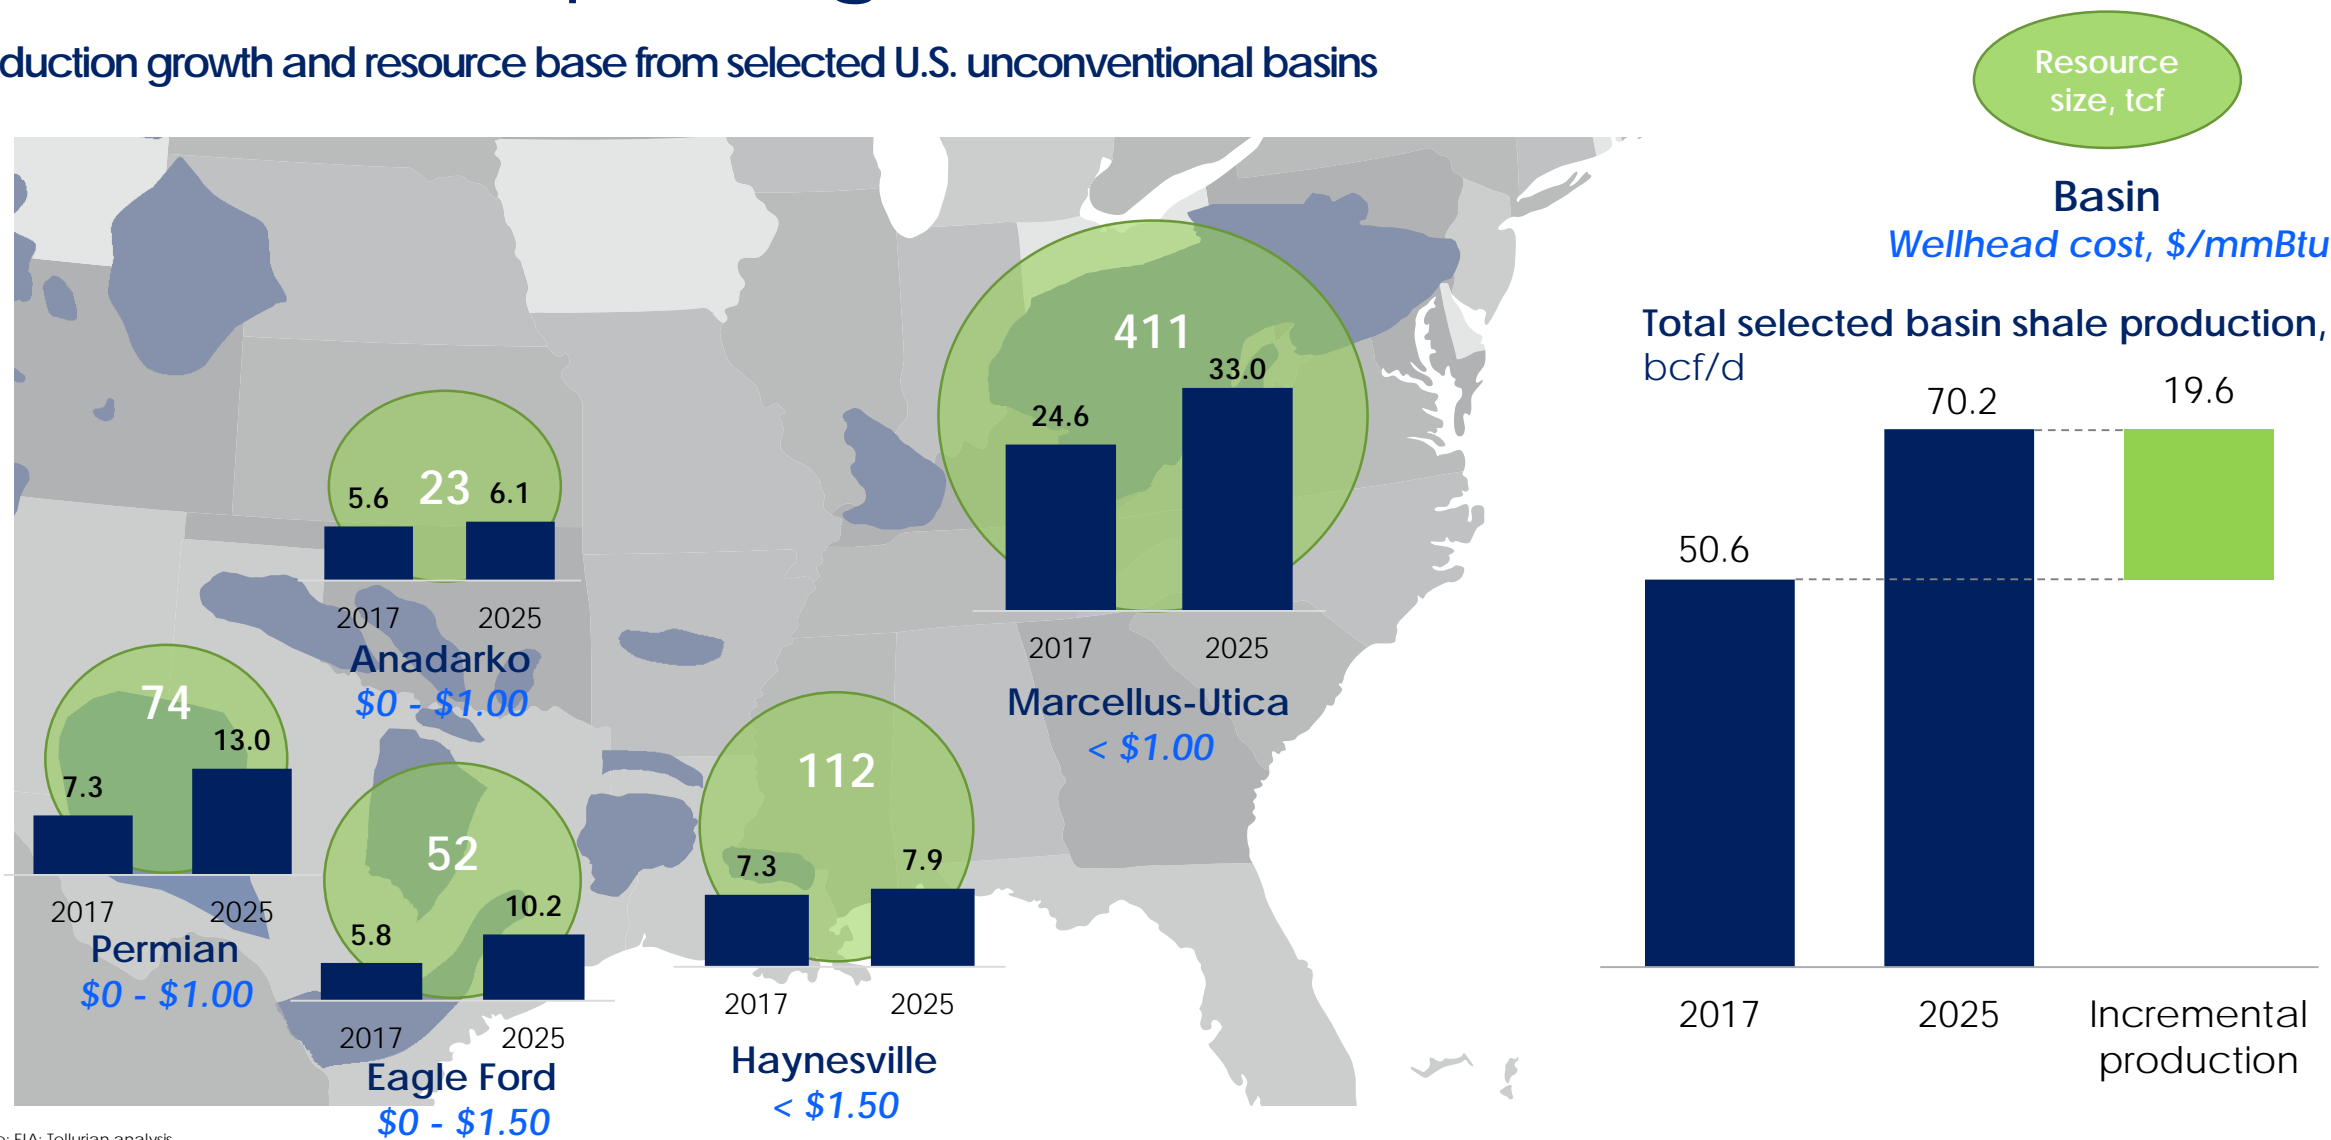 duction growth and resource base from selected U.S. unconventional basins
Resource
size, tcf
Basin
Wellhead cost, $/mmBtu
411
24.6
33.0
2017
2025
Marcellus-Utica
< $1.00
23
5.6
6.1
2017
2025
Anadarko
$0 - $1.00
74
7.3
13.0
2017
2025
Permian
$0 - $1.00
52
5.8
10.2
2017
2025
Eagle Ford
$0 - $1.50
112
7.3
7.9
2017
2025
Haynesville
< $1.50
Total selected basin shale production,
bcf/d
50.6
70.2
19.6
2017
2025
Incremental
production
EIA; Tellurian analysis